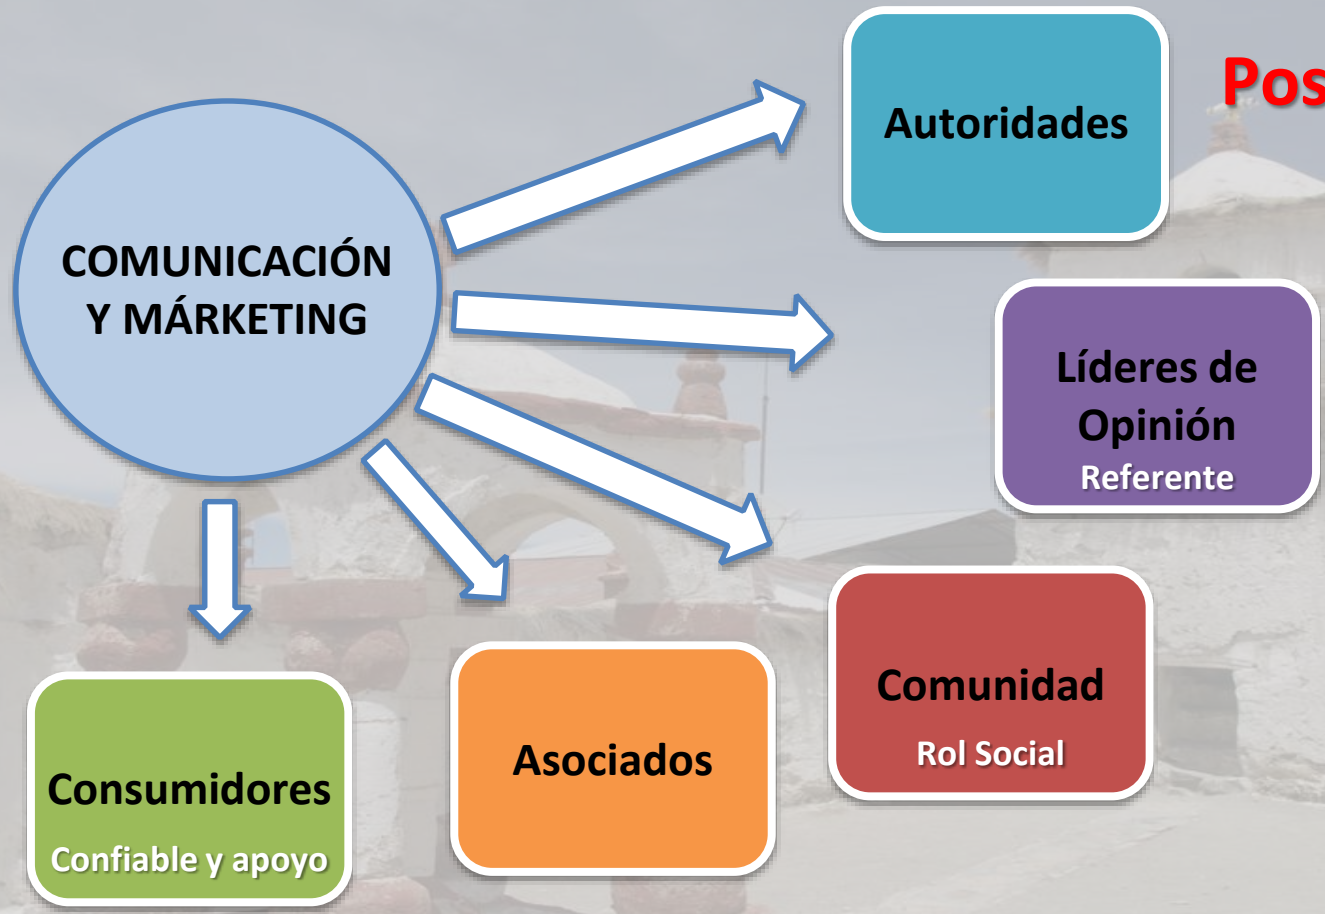 Autoridades
Pos
COMUNICACIÓN
Y MÁRKETING
Líderes de
Opinión
Referente
Comunidad
Rol Social
Asociados
Consumidores
Confiable y apoyo